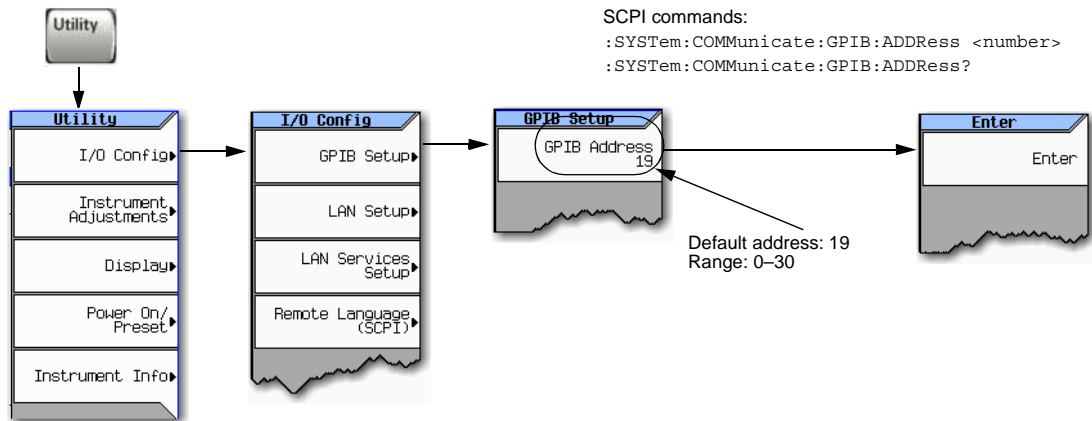 Utility
SCPI commands:
:SYSTem:COMMunicate:GPIB:ADDRess <number>
:SYSTem:COMMunicate:GPIB:ADDRess?
Utility
I/O Config
Instrument
Adjustments
Display
Power On/
Preset
Instrument Info
I/O Config
GPIB Setup
LAN Setup
LAN Services
Setup
Remote Language
(SCPI)
GPIB Setup
GPIB Address
19
Default address: 19
Range: 0–30
Enter
Enter